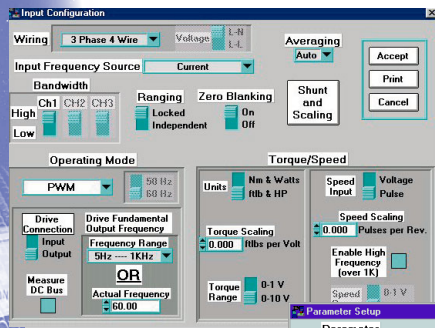 Input Configuration
Wiring 3 Phase 4 Wire Voltage L-N
L-L
Averaging
Auto
Input Frequency Source Current
Accept
Print
Cancel
Bandwidth
Ch1 CH2 CH3
High
Low
Ranging
Locked
Independent
Zero Blanking
On
Off
Shunt
and
Scaling
Operating Mode
PWM
50 Hz
60 Hz
Drive
Connection
Input
Output
Measure
DC Bus
Drive Fundamental
Output Frequency
Frequency Range
5Hz ---- 1KHz
OR
Actual Frequency
60.00
Torque/Speed
Units
Nm & Watts
ftlb & HP
Speed
Input
Voltage
Pulse
Torque Scaling
0.000 ftlbs per Volt
Speed Scaling
0.000 Pulses per Rev.
Enable High
Frequency
(over 1K)
Torque
Range
0-1 V
0-10 V
Speed 0-1 V
Parameter Setup
Parameter